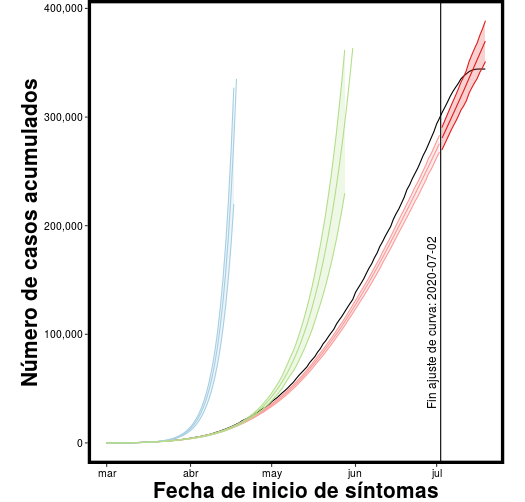 Número de casos acumulados
400,000
300,000
200,000
100,000
0
Fin ajuste de curva: 2020-07-02
mar abr may jun jul
Fecha de inicio de síntomas